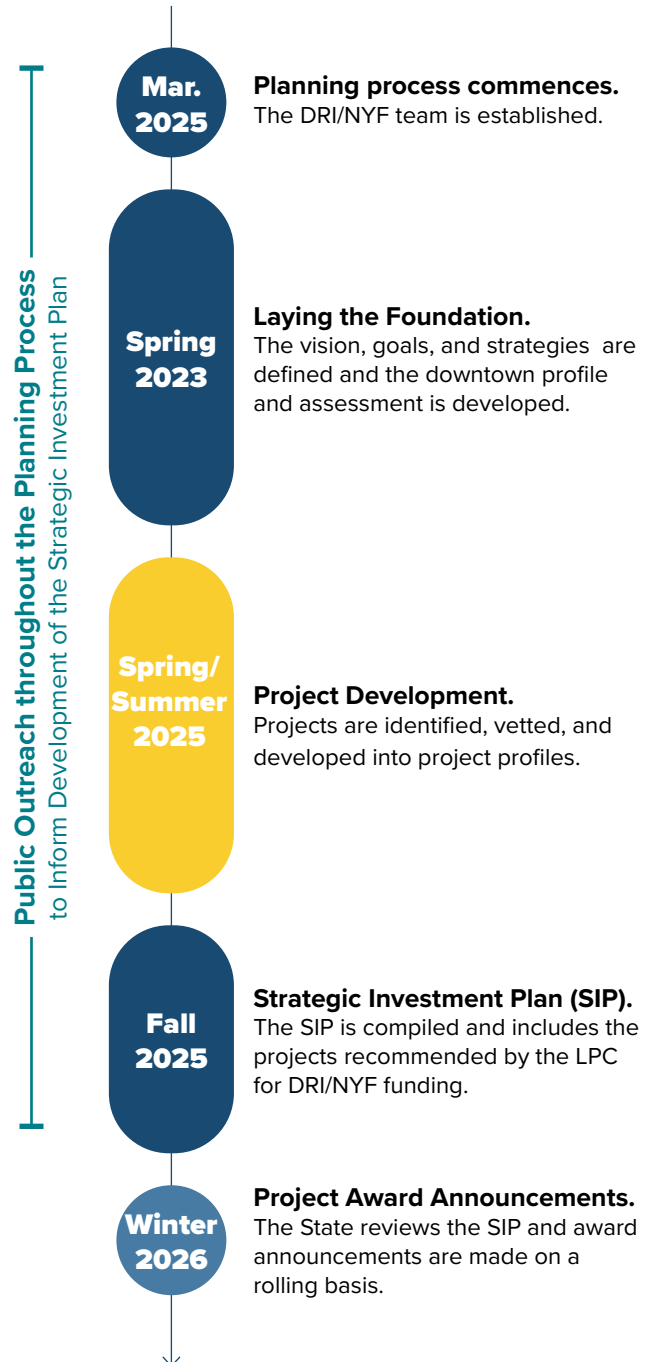 Public Outreach throughout the Planning Process
to Inform Development of the Strategic Investment Plan
Mar.
2025
Planning process commences.
The DRI/NYF team is established.
Spring
2023
Laying the Foundation.
The vision, goals, and strategies are
defined and the downtown profile
and assessment is developed.
Spring/
Summer
2025
Project Development.
Projects are identified, vetted, and
developed into project profiles.
Fall
2025
Strategic Investment Plan (SIP).
The SIP is compiled and includes the
projects recommended by the LPC
for DRI/NYF funding.
Winter
2026
Project Award Announcements.
The State reviews the SIP and award
announcements are made on a
rolling basis.